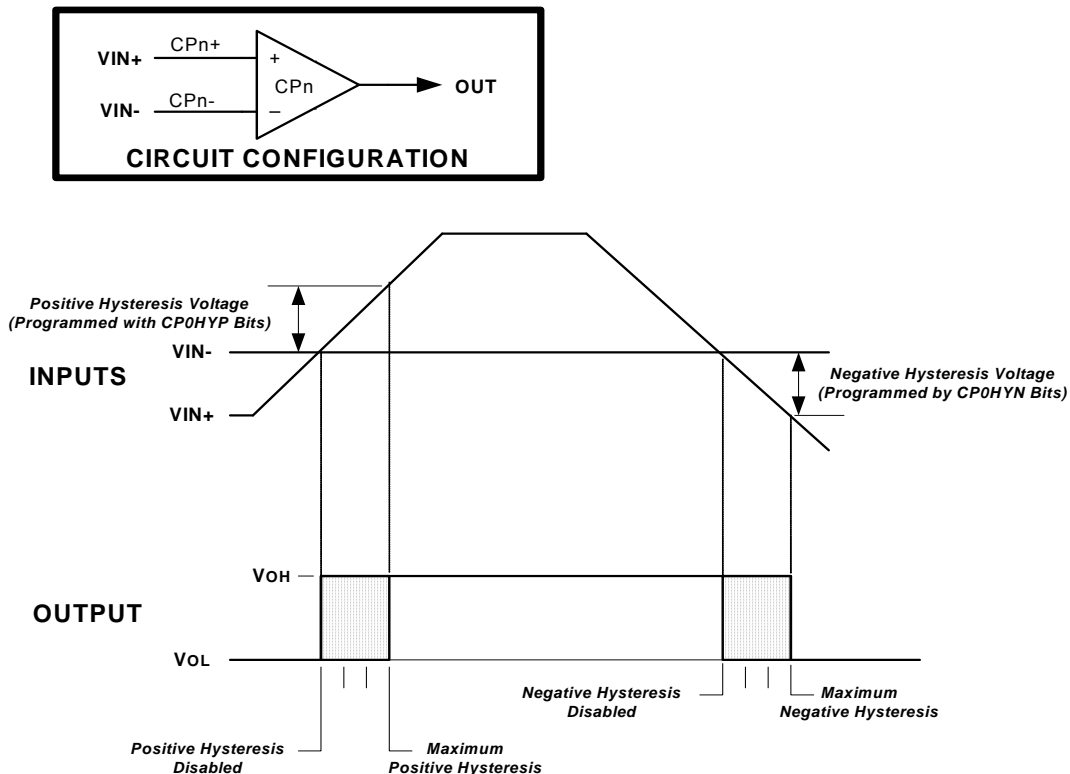 VIN+
CPn+
+
CPn
OUT
VIN-
CPn-
–
CIRCUIT CONFIGURATION
Positive Hysteresis Voltage
(Programmed with CP0HYP Bits)
VIN-
INPUTS
Negative Hysteresis Voltage
(Programmed by CP0HYN Bits)
VIN+
VOH
OUTPUT
VOL
Negative Hysteresis
Disabled
Maximum
Negative Hysteresis
Positive Hysteresis
Disabled
Maximum
Positive Hysteresis